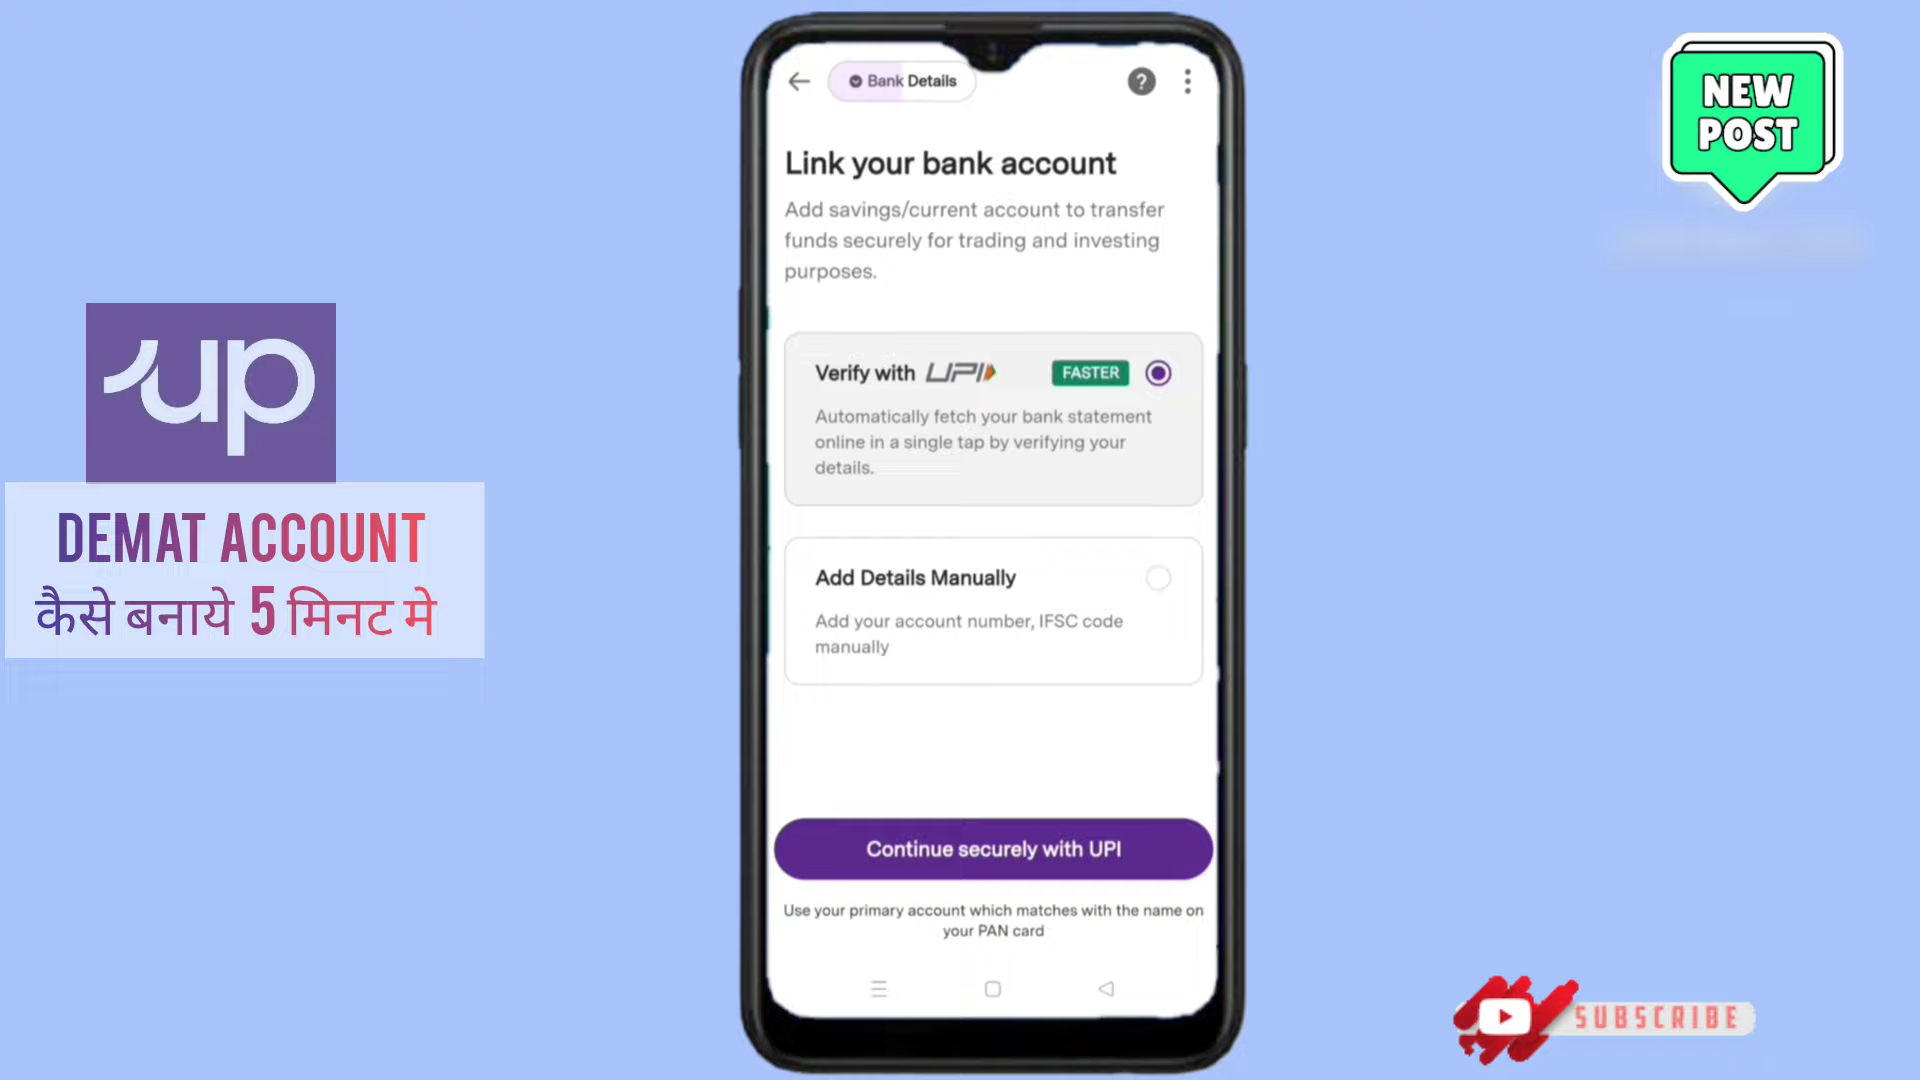 Bank Details
?
Link your bank account
Add savings/current account to transfer
funds securely for trading and investing
purposes.
Verify with UPI
FASTER
Automatically fetch your bank statement
online in a single tap by verifying your
details.
Add Details Manually
Add your account number, IFSC code
manually
Continue securely with UPI
Use your primary account which matches with the name on
your PAN card
up
DEMAT ACCOUNT
कैसे बनाये 5 मिनट मे
NEW
POST
SUBSCRIBE